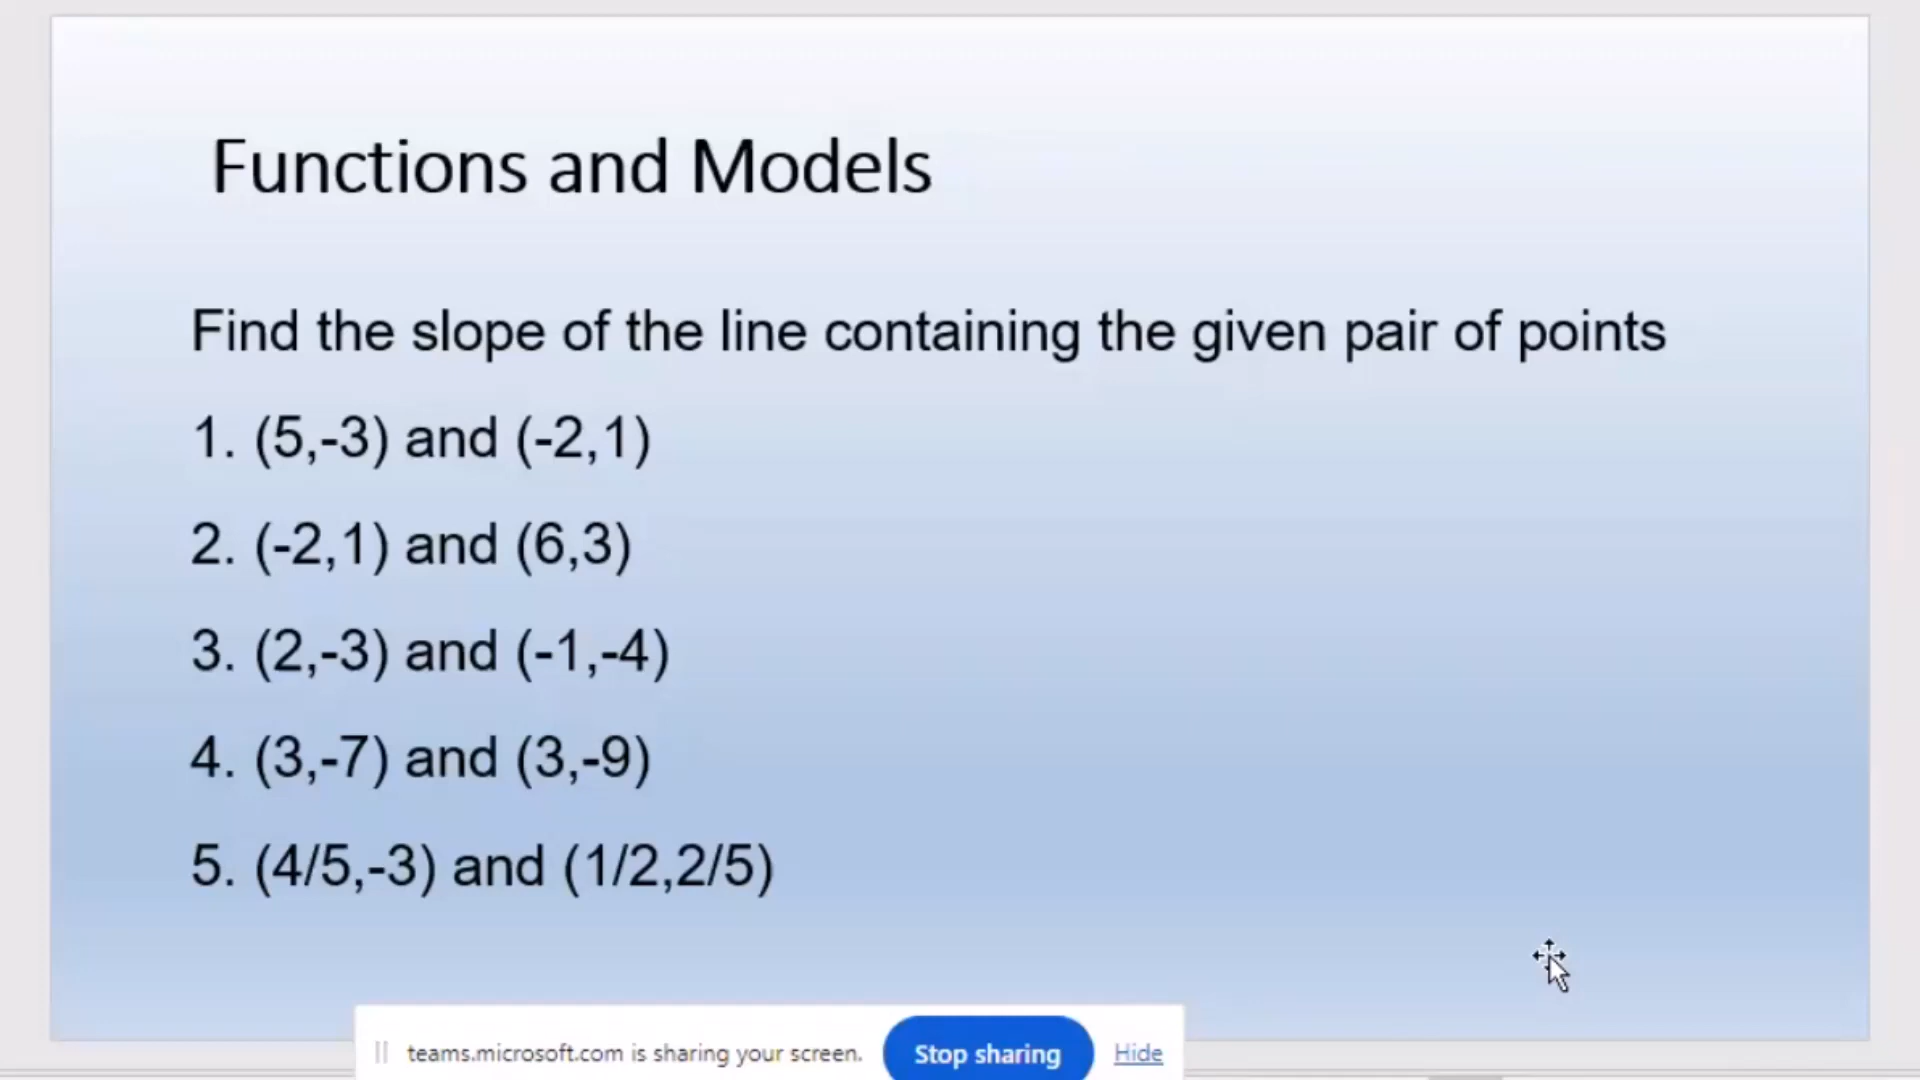 Functions and Models
Find the slope of the line containing the given pair of points
1. (5,-3) and (-2,1)
2. (-2,1) and (6,3)
3. (2,-3) and (-1,-4)
4. (3,-7) and (3,-9)
5. (4/5,-3) and (1/2,2/5)
teams.microsoft.com is sharing your screen. Stop sharing Hide